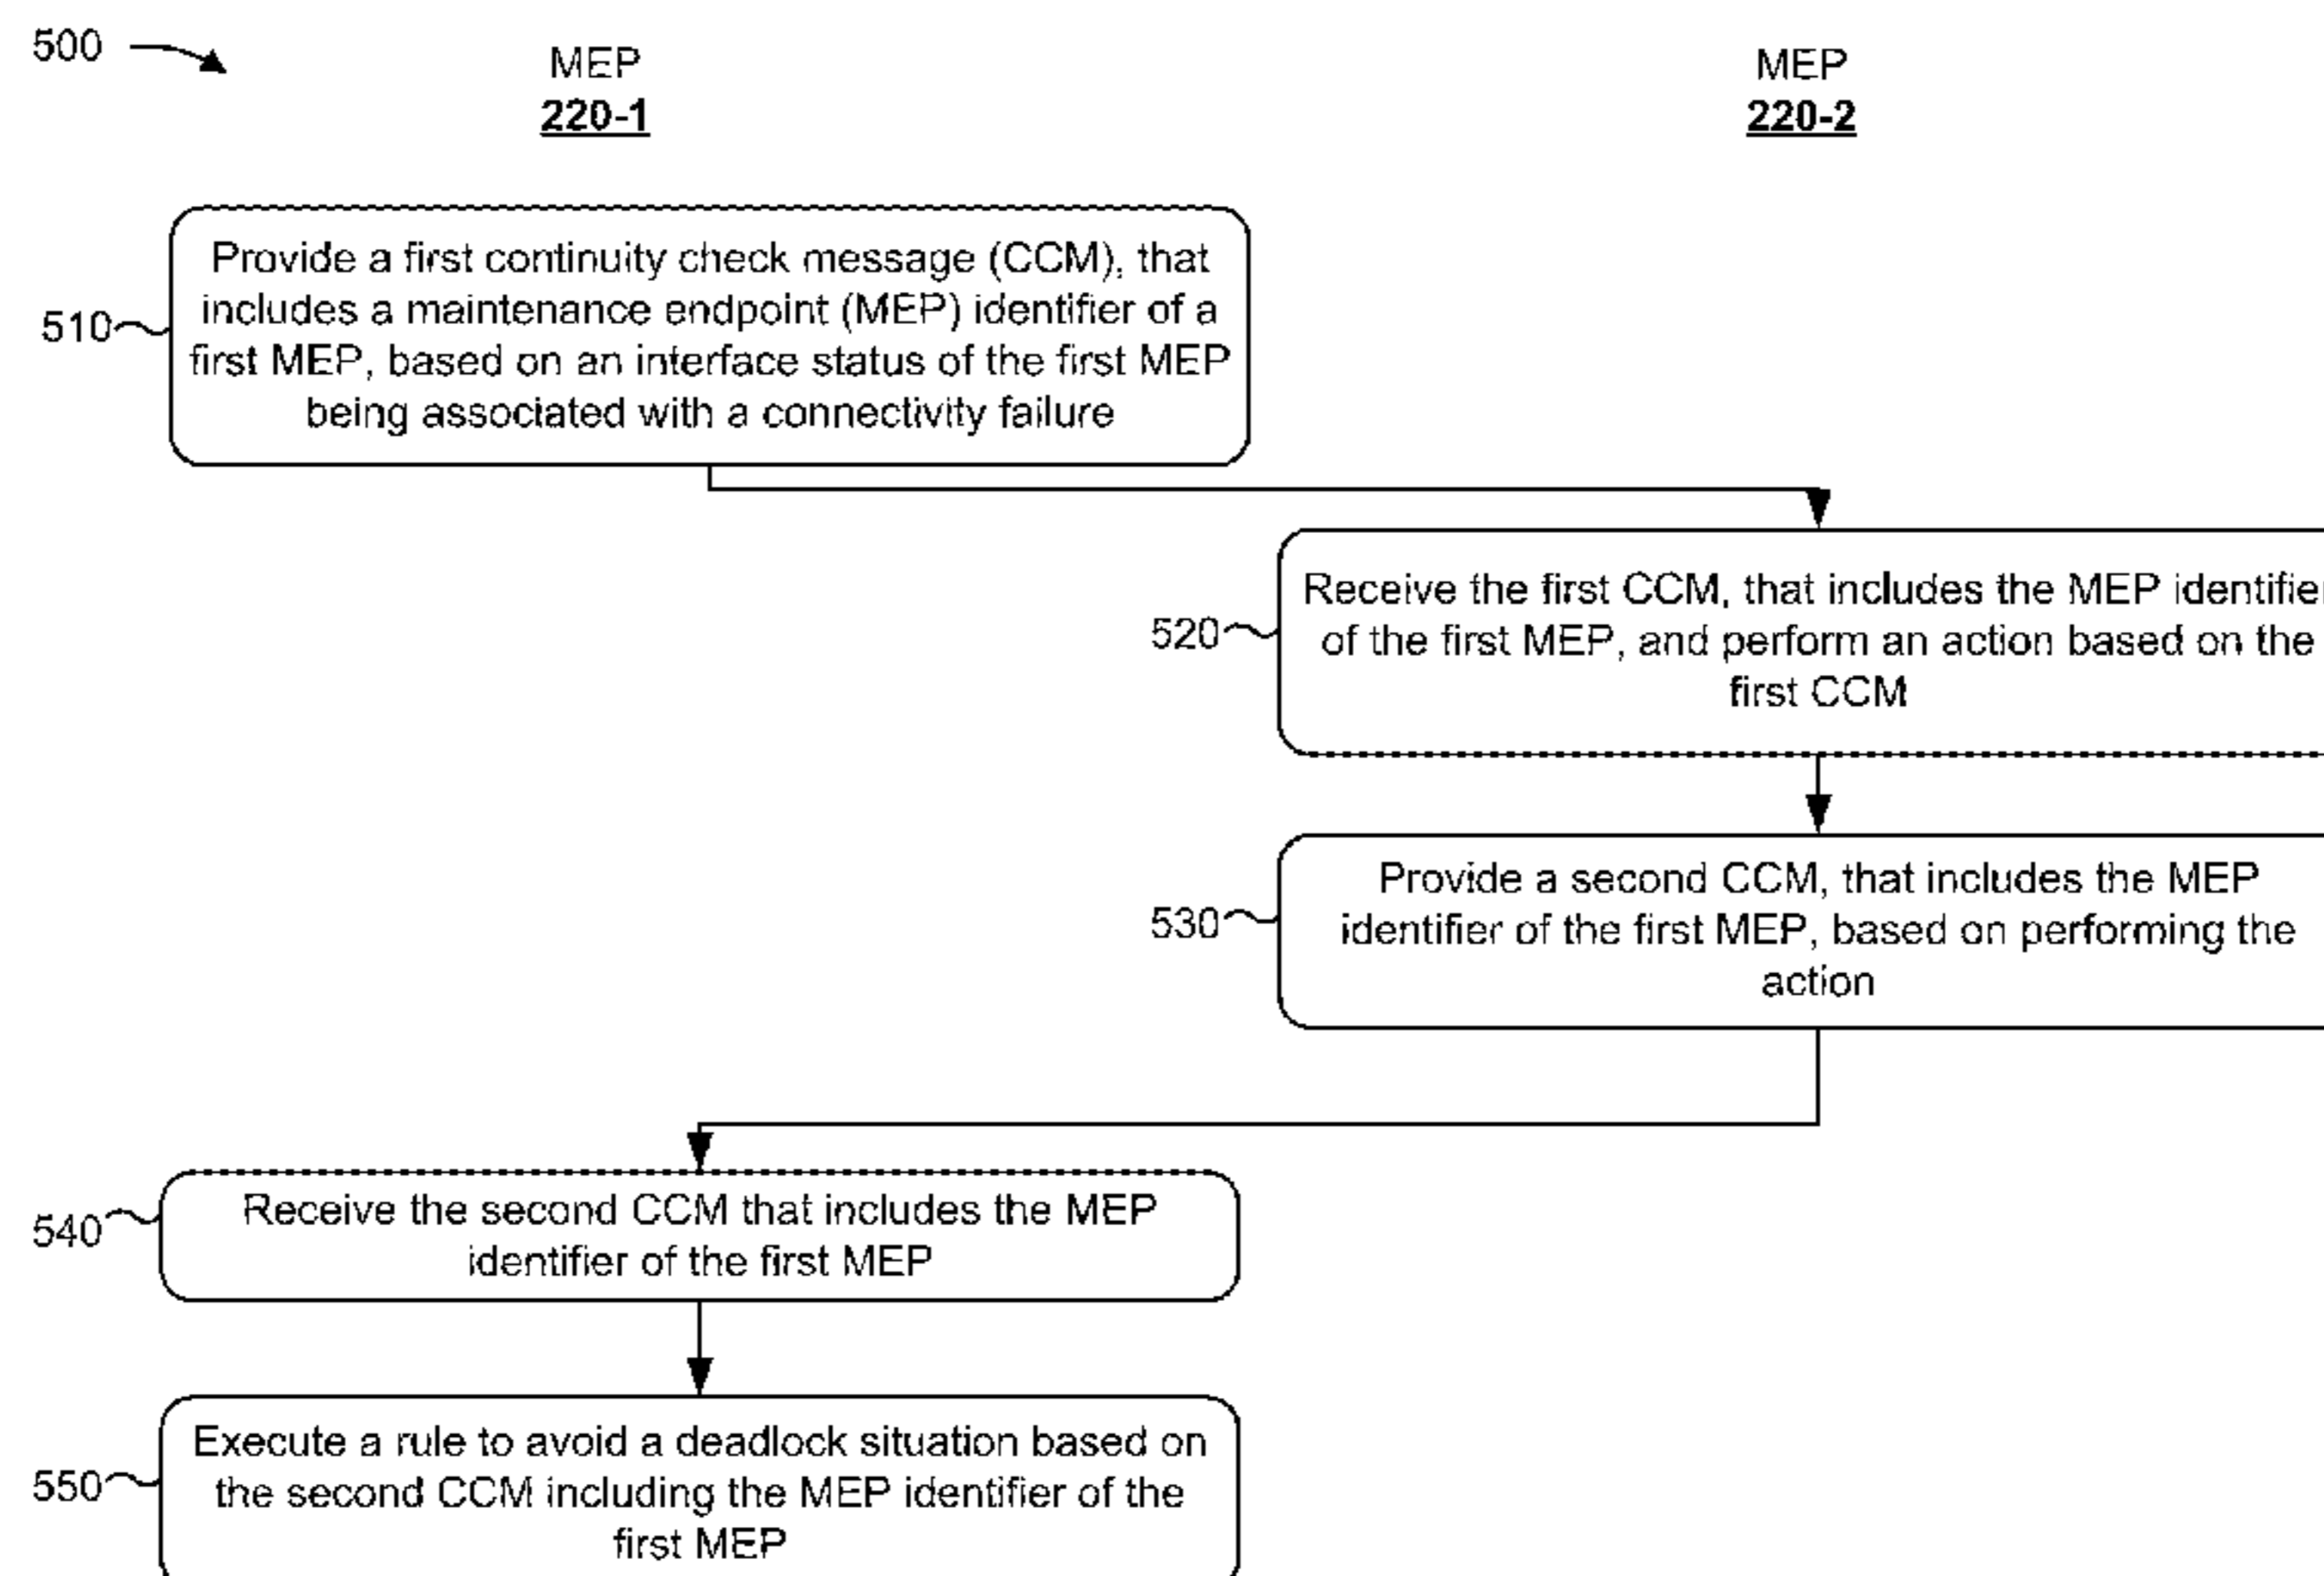 500
MEP
220-1
MEP
220-2
Provide a first continuity check message (CCM), that
includes a maintenance endpoint (MEP) identifier of a
first MEP, based on an interface status of the first MEP
being associated with a connectivity failure
510
Receive the first CCM, that includes the MEP identifier
of the first MEP, and perform an action based on the
first CCM
520
Provide a second CCM, that includes the MEP
identifier of the first MEP, based on performing the
action
530
Receive the second CCM that includes the MEP
identifier of the first MEP
540
Execute a rule to avoid a deadlock situation based on
the second CCM including the MEP identifier of the
first MEP
550